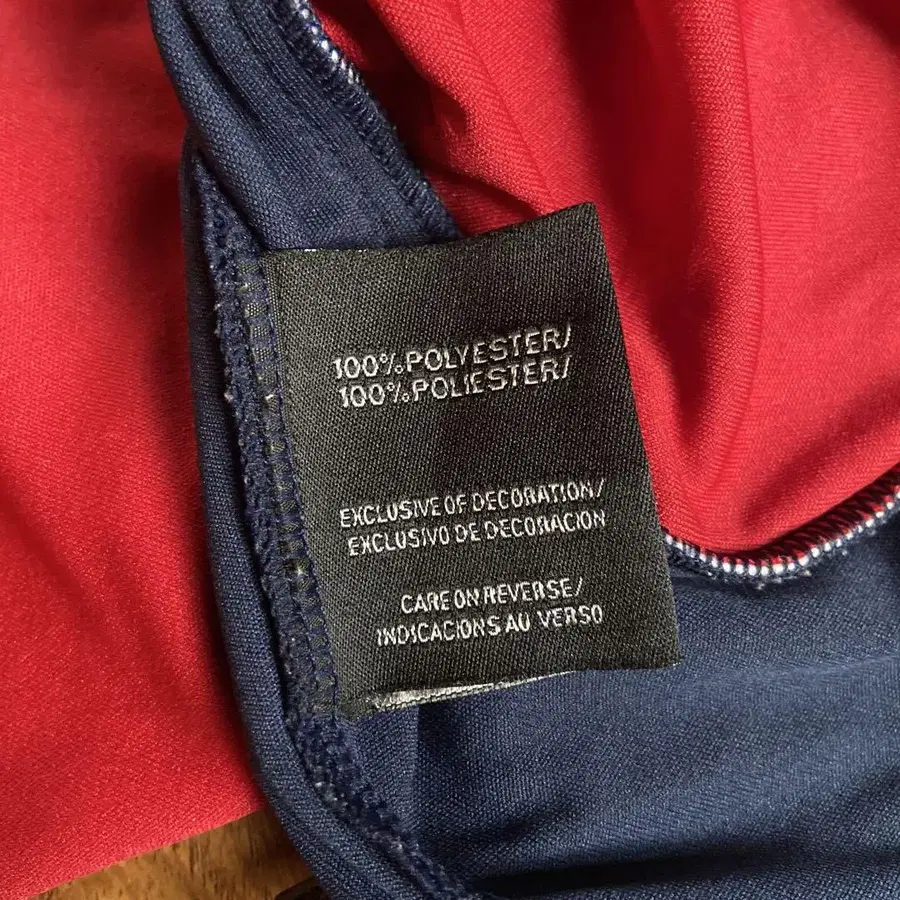 100% POLYESTER/
100% POLIESTER/
EXCLUSIVE OF DECORATION/
EXCLUSIVO DE DECORACION
CARE ON REVERSE/
INDICACIONS AU VERSO